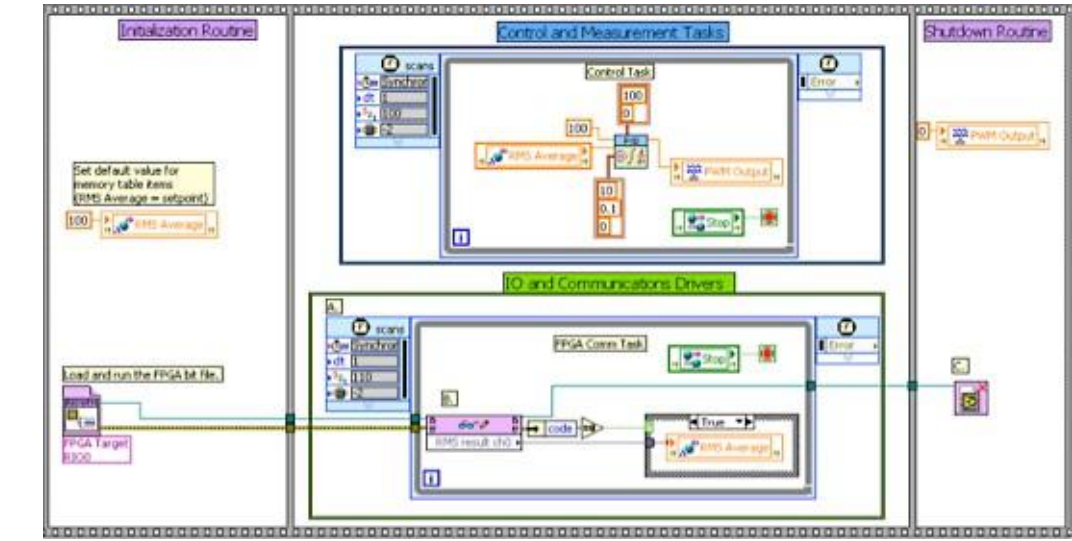 Initialization Routine
Control and Measurement Tasks
Shutdown Routine
scans
Synchron
dt 1
100
-2
Error
Control Task
100
0
100
RMS Average
PID
PWM Output
10
0.1
0
Stop
i
Set default value for
memory table items
(RMS Average = setpoint)
100
RMS Average
0
PWM Output
IO and Communications Drivers
A.
scans
Synchron
dt 1
110
-2
Error
FPGA Comm Task
Stop
B.
RMS result ch0
code
True
RMS Average
i
C.
Load and run the FPGA bit file.
FPGA Target
RIO0